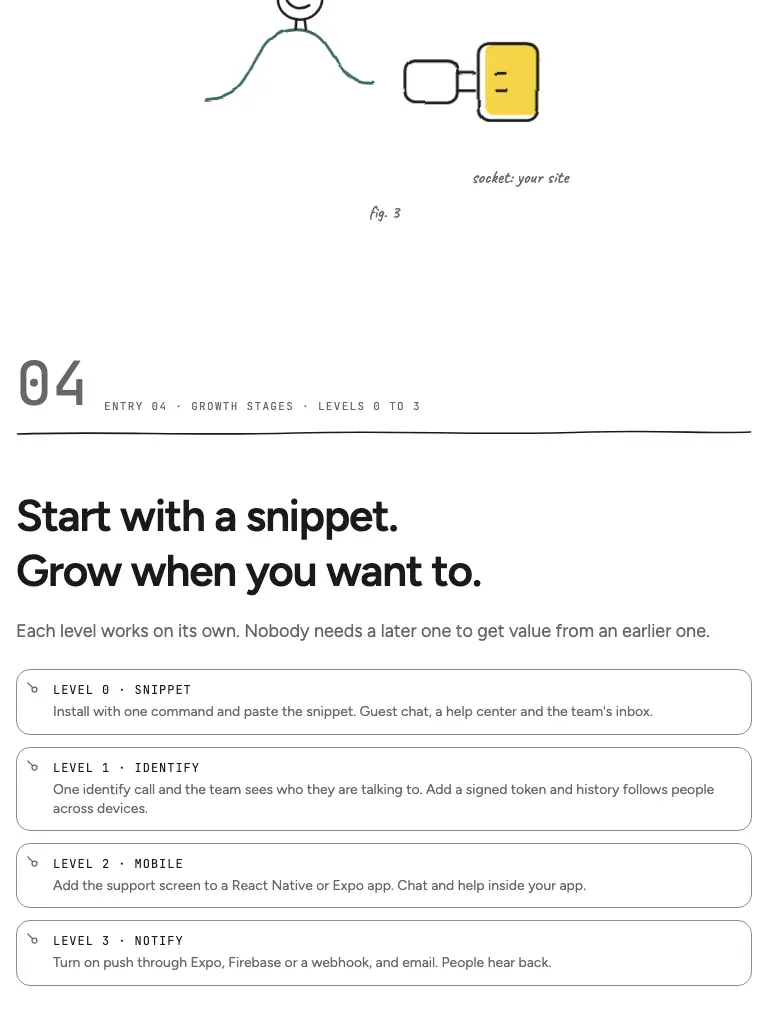 socket: your site
fig. 3
04
ENTRY 04 · GROWTH STAGES · LEVELS 0 TO 3
Start with a snippet.
Grow when you want to.
Each level works on its own. Nobody needs a later one to get value from an earlier one.
LEVEL 0 · SNIPPET
Install with one command and paste the snippet. Guest chat, a help center and the team's inbox.
LEVEL 1 · IDENTIFY
One identify call and the team sees who they are talking to. Add a signed token and history follows people
across devices.
LEVEL 2 · MOBILE
Add the support screen to a React Native or Expo app. Chat and help inside your app.
LEVEL 3 · NOTIFY
Turn on push through Expo, Firebase or a webhook, and email. People hear back.